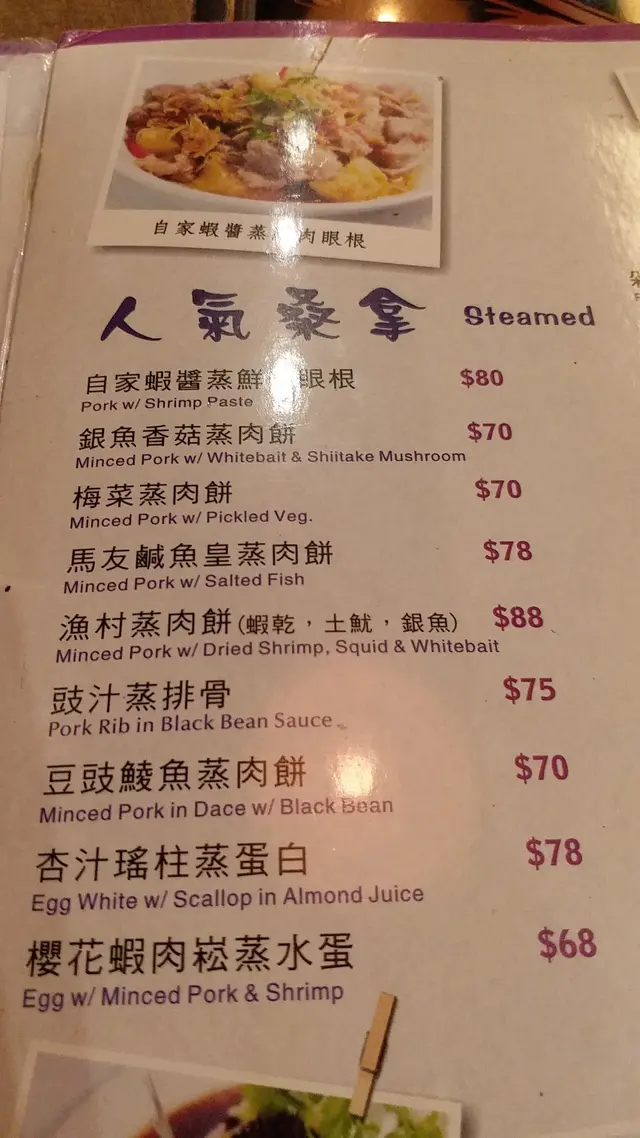 自家蝦醬蒸 肉眼根
人氣桑拿 Steamed
自家蝦醬蒸鮮 眼根 $80
Pork w/ Shrimp Paste
銀魚香菇蒸肉餅 $70
Minced Pork w/ Whitebait & Shiitake Mushroom
梅菜蒸肉餅 $70
Minced Pork w/ Pickled Veg.
馬友鹹魚皇蒸肉餅 $78
Minced Pork w/ Salted Fish
漁村蒸肉餅(蝦乾,土魷,銀魚) $88
Minced Pork w/ Dried Shrimp, Squid & Whitebait
豉汁蒸排骨 $75
Pork Rib in Black Bean Sauce
豆豉鯪魚蒸肉餅 $70
Minced Pork in Dace w/ Black Bean
杏汁瑤柱蒸蛋白 $78
Egg White w/ Scallop in Almond Juice
櫻花蝦肉崧蒸水蛋 $68
Egg w/ Minced Pork & Shrimp